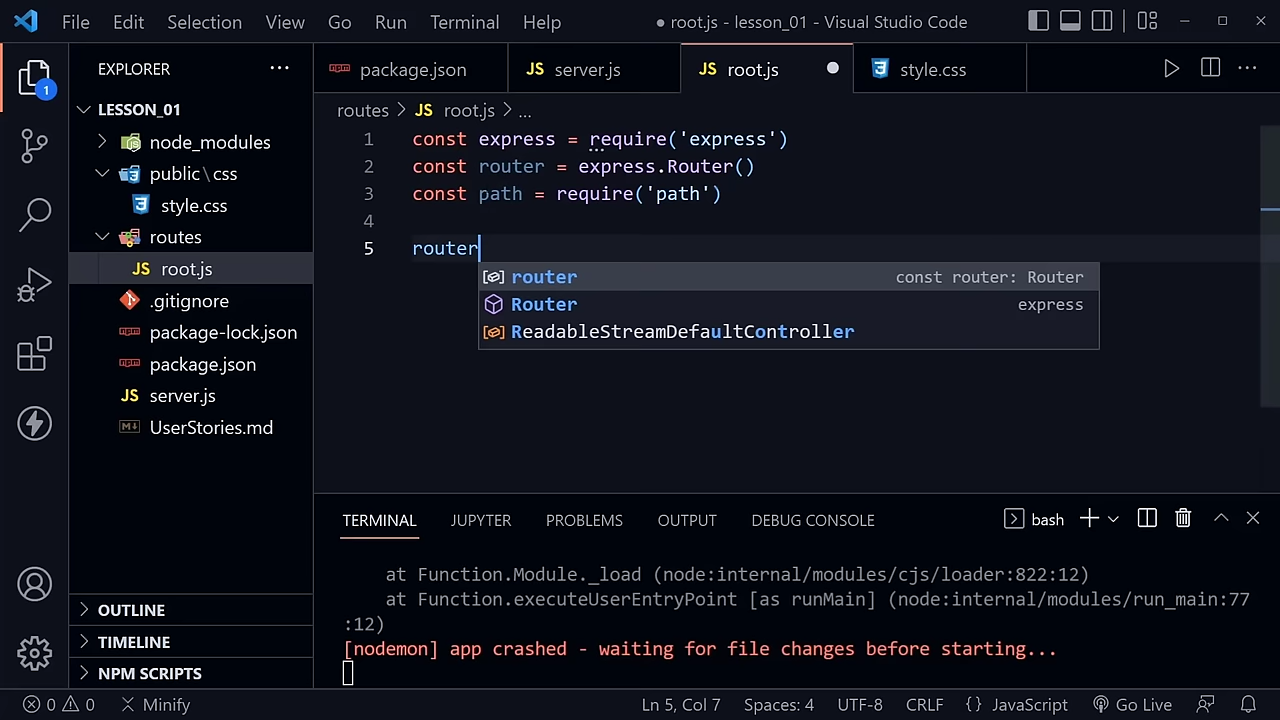 File Edit Selection View Go Run Terminal Help ● root.js - lesson_01 - Visual Studio Code
EXPLORER ...
1
LESSON_01
node_modules
public\css
style.css
routes
root.js
.gitignore
package-lock.json
package.json
server.js
UserStories.md
OUTLINE
TIMELINE
NPM SCRIPTS
package.json JS server.js JS root.js style.css
routes > JS root.js > ...
1 const express = require('express')
2 const router = express.Router()
3 const path = require('path')
4
5 router
router const router: Router
Router express
ReadableStreamDefaultController
TERMINAL JUPYTER PROBLEMS OUTPUT DEBUG CONSOLE bash
at Function.Module._load (node:internal/modules/cjs/loader:822:12)
at Function.executeUserEntryPoint [as runMain] (node:internal/modules/run_main:77
:12)
[nodemon] app crashed - waiting for file changes before starting...
0 0 Minify Ln 5, Col 7 Spaces: 4 UTF-8 CRLF {} JavaScript Go Live